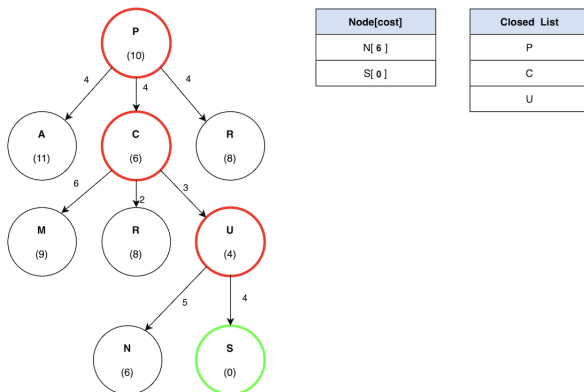 P
(10)
4
4
4
A
(11)
C
(6)
R
(8)
6
2
3
M
(9)
R
(8)
U
(4)
5
4
N
(6)
S
(0)
Node[cost]
N[ 6 ]
S[ 0 ]
Closed List
P
C
U